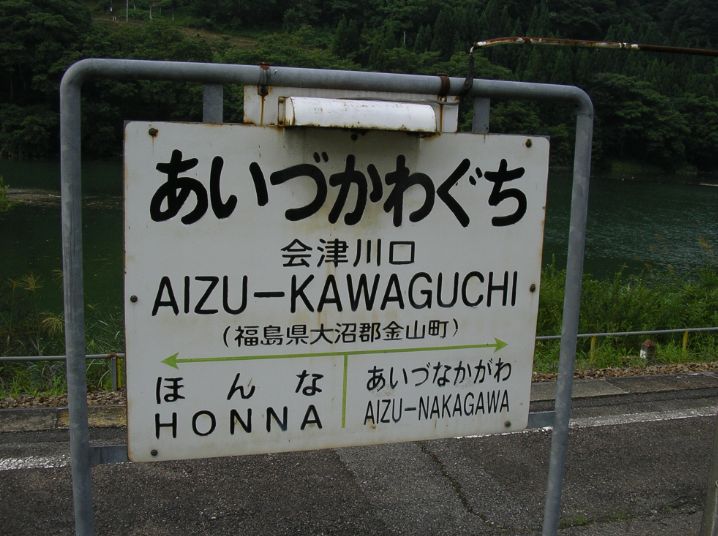 あいづかわぐち
会津川口
AIZU-KAWAGUCHI
(福島県大沼郡金山町)
ほんな あいづなかがわ
HONNA AIZU-NAKAGAWA